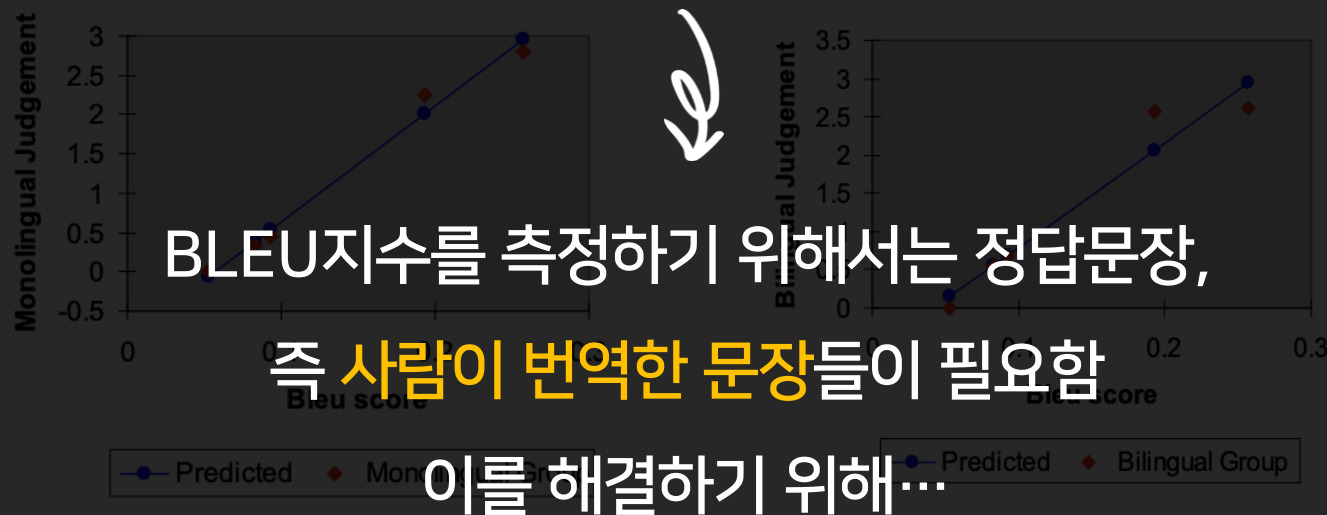 3
2.5
2
1.5
1
0.5
0
-0.5
Monolingual Judgement
0
Bleu score
Predicted
3.5
3
2.5
2
1.5
0
Bilingual Judgement
0.1
0.2
0.3
Bleu score
Predicted
Bilingual Group
BLEU지수를 측정하기 위해서는 정답문장,
즉 사람이 번역한 문장들이 필요함
이를 해결하기 위해…